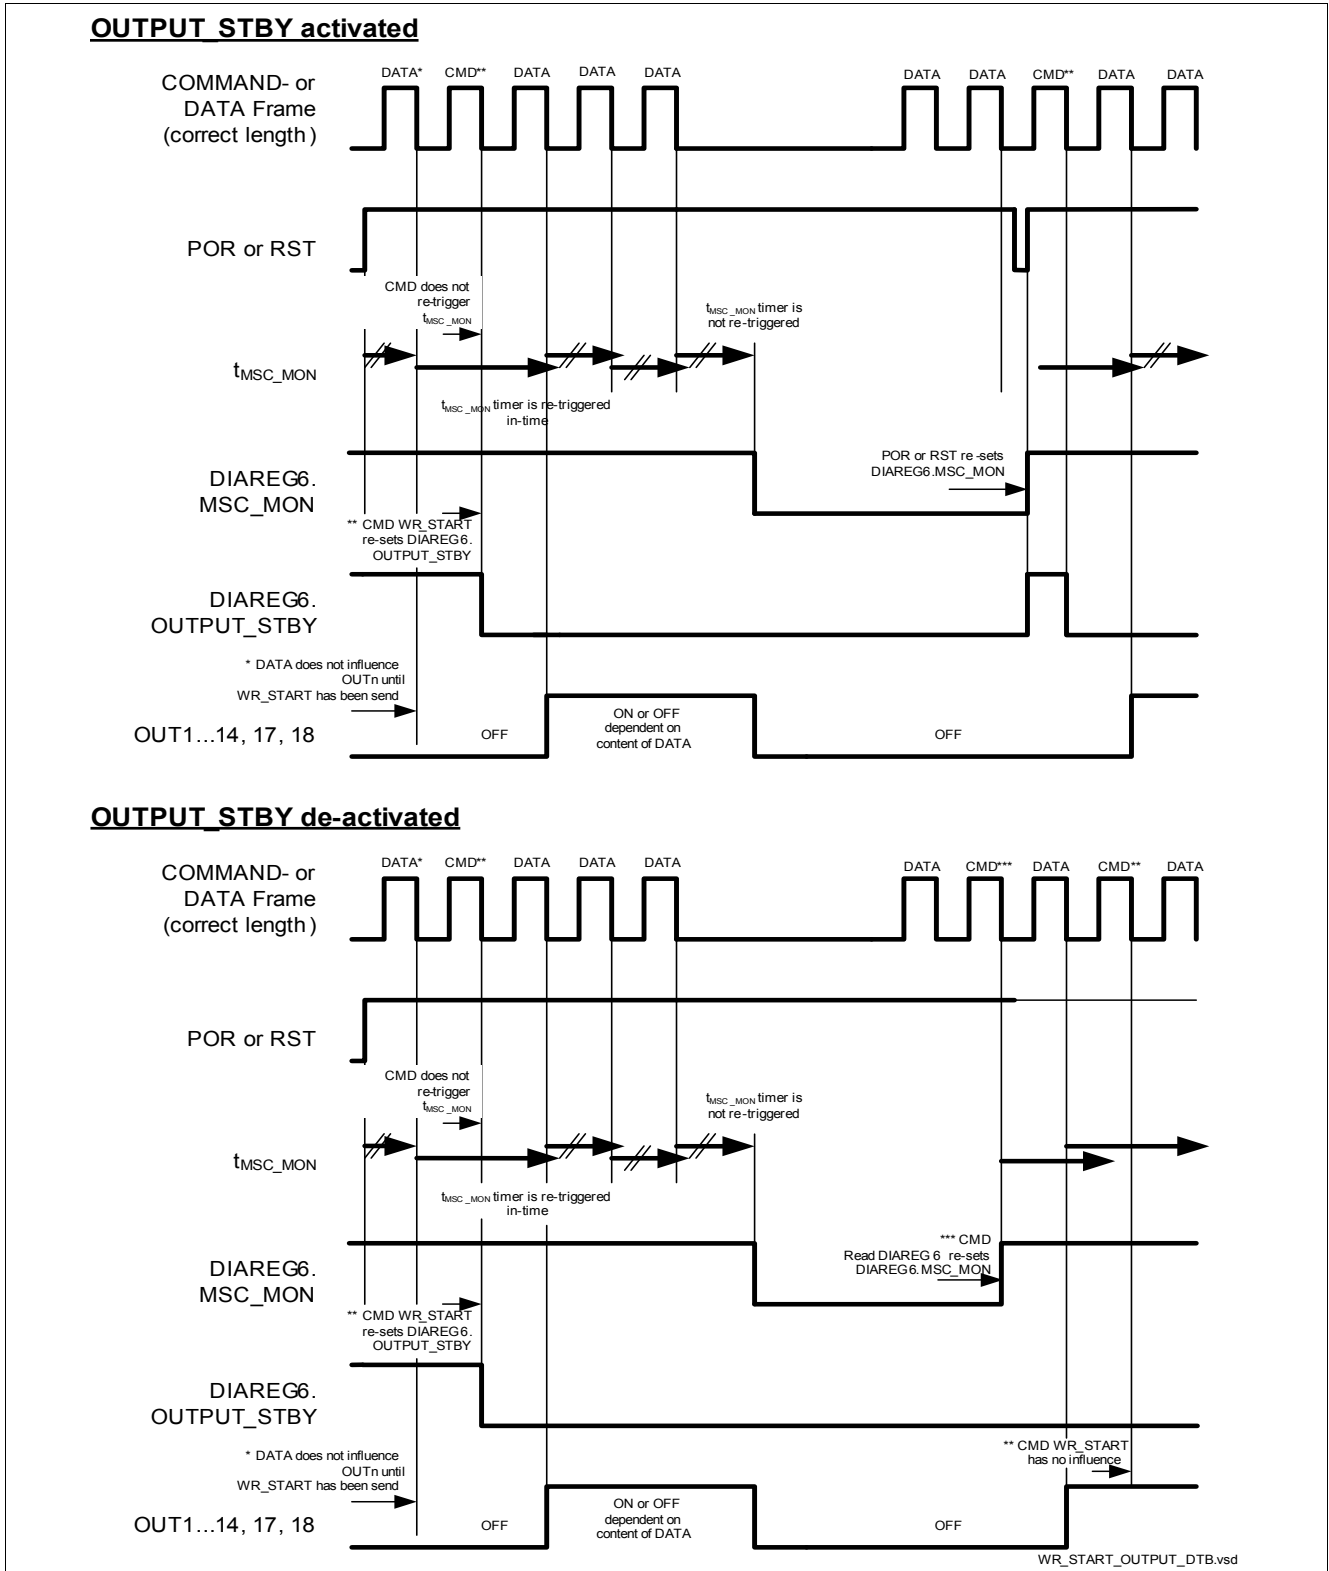 OUTPUT_STBY activated
COMMAND- or
DATA Frame
(correct length)
DATA* CMD** DATA DATA DATA DATA DATA CMD** DATA DATA
POR or RST
CMD does not
re-trigger
tMSC_MON
tMSC_MON timer is
not re-triggered
tMSC_MON
tMSC_MON timer is re-triggered
in-time
DIAREG6.
MSC_MON
POR or RST re-sets
DIAREG6.MSC_MON
** CMD WR_START
re-sets DIAREG6.
OUTPUT_STBY
DIAREG6.
OUTPUT_STBY
* DATA does not influence
OUTn until
WR_START has been send
OUT1...14, 17, 18
OFF
ON or OFF
dependent on
content of DATA
OFF
OUTPUT_STBY de-activated
COMMAND- or
DATA Frame
(correct length)
DATA* CMD** DATA DATA DATA DATA CMD*** DATA CMD** DATA
POR or RST
CMD does not
re-trigger
tMSC_MON
tMSC_MON timer is
not re-triggered
tMSC_MON
tMSC_MON timer is re-triggered
in-time
DIAREG6.
MSC_MON
*** CMD
Read DIAREG6 re-sets
DIAREG6.MSC_MON
** CMD WR_START
re-sets DIAREG6.
OUTPUT_STBY
DIAREG6.
OUTPUT_STBY
* DATA does not influence
OUTn until
WR_START has been send
** CMD WR_START
has no influence
OUT1...14, 17, 18
OFF
ON or OFF
dependent on
content of DATA
OFF
WR_START_OUTPUT_DTB.vsd